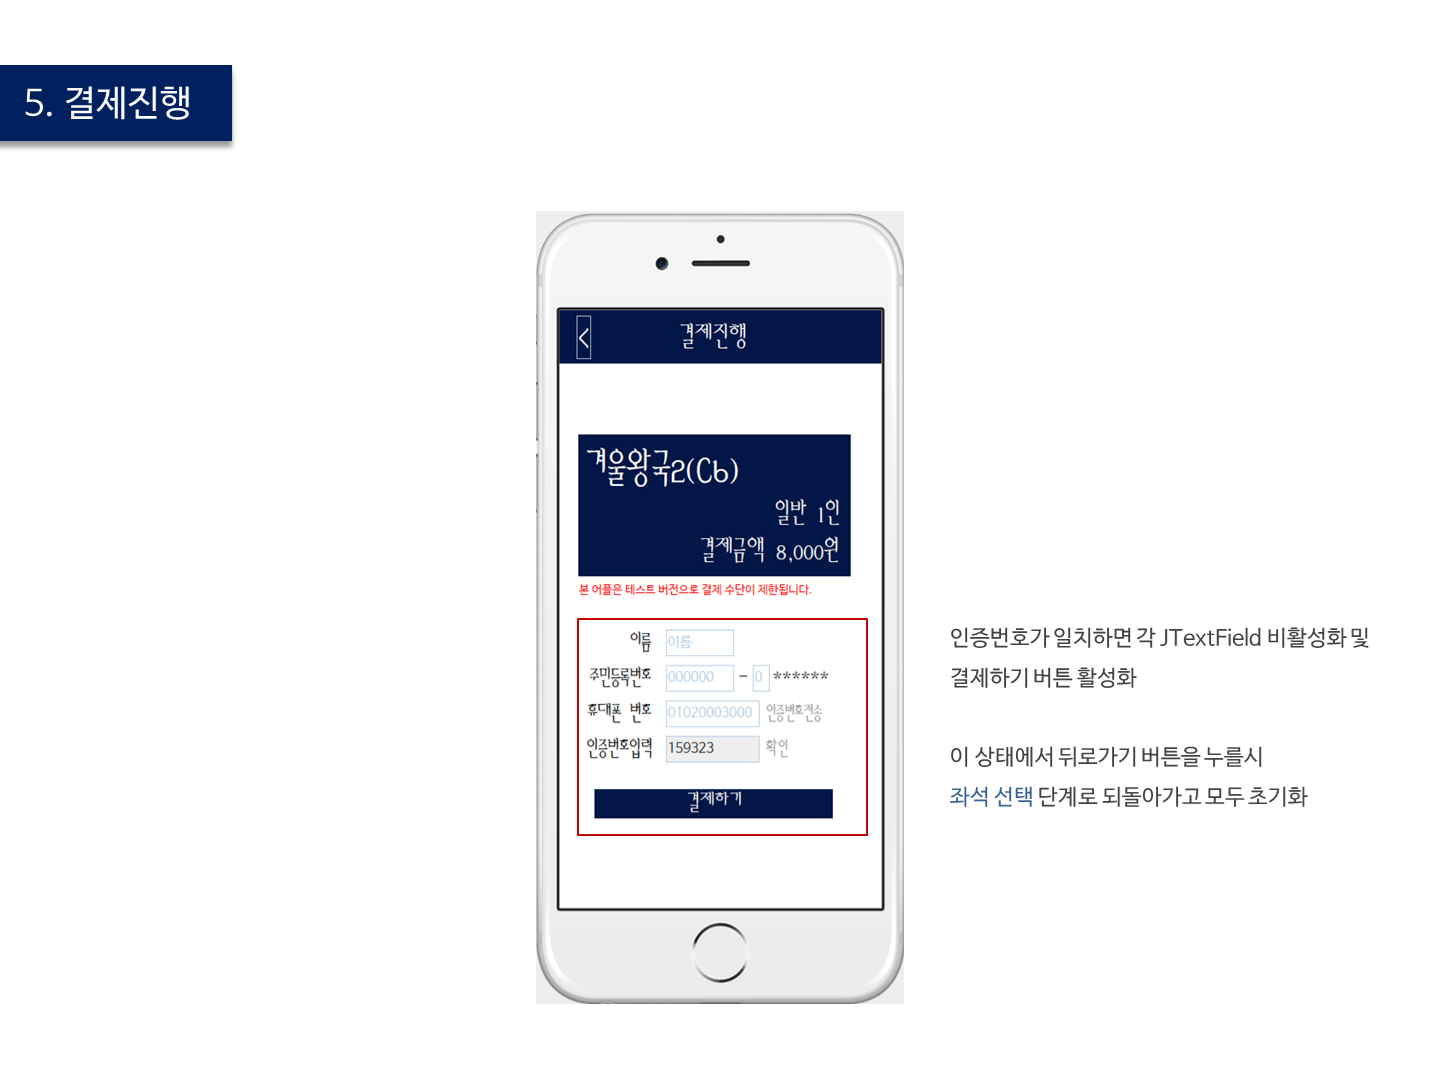 5. 결제진행
<
결제진행
겨울왕국2(Cb)
일반 1인
결제금액 8,000원
본 어플은 테스트 버전으로 결제 수단이 제한됩니다.
이름 이름
주민등록번호 000000 - 0 ******
휴대폰 번호 01020003000 인증번호전송
인증번호입력 159323 확인
결제하기
인증번호가 일치하면 각 JTextField 비활성화 및
결제하기 버튼 활성화
이 상태에서 뒤로가기 버튼을 누를시
좌석 선택 단계로 되돌아가고 모두 초기화